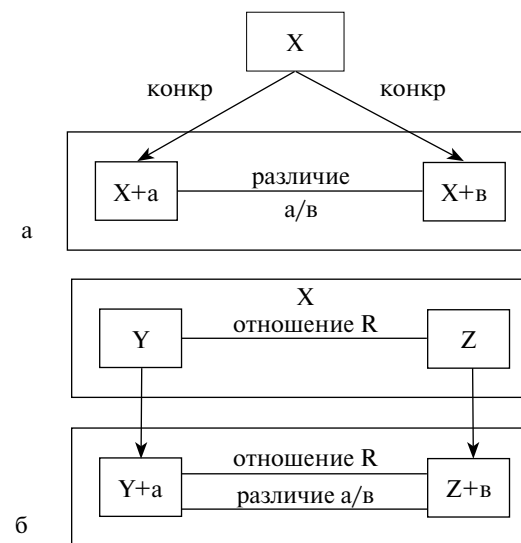 X
конкр конкр
X+а различие X+в
а/в
а
X
Y отношение R Z
отношение R
Y+а Z+в
различие а/в
б